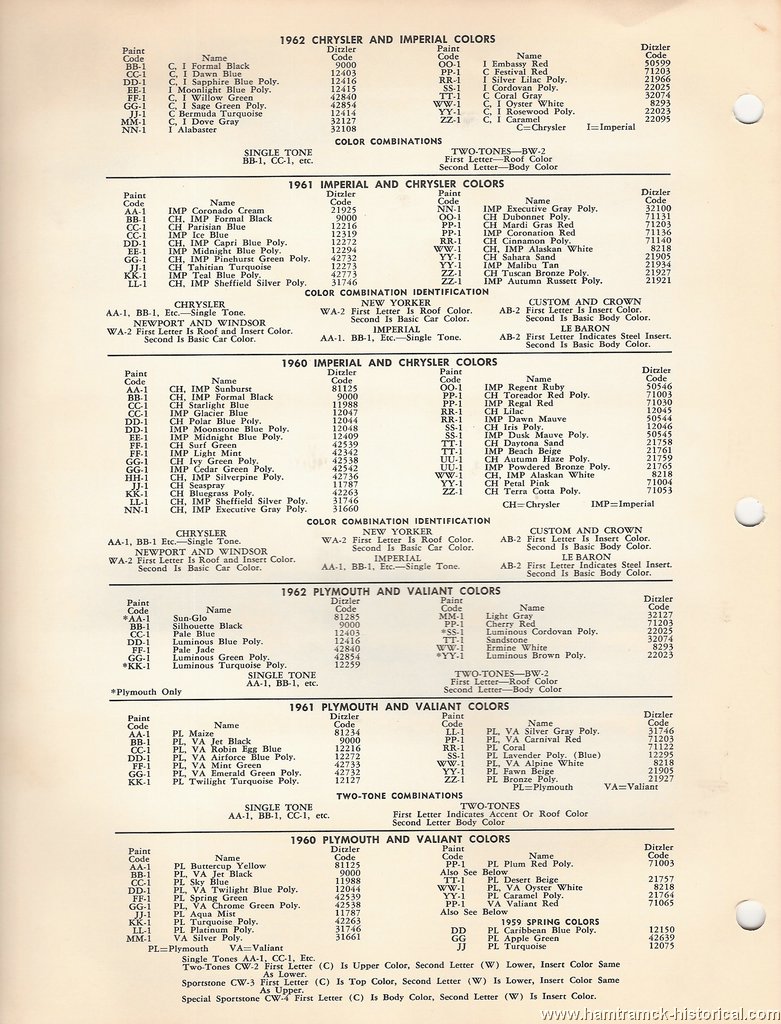 1962 CHRYSLER AND IMPERIAL COLORS
Paint Code Name Ditzler Paint Code Name Ditzler
BB-1 C, I Formal Black 9000 OO-1 I Embassy Red 50599
CC-1 C, I Dawn Blue 12403 PP-1 C Festival Red 71203
DD-1 C, I Sapphire Blue Poly. 12416 RR-1 I Silver Lilac Poly. 21966
EE-1 I Moonlight Blue Poly. 12415 SS-1 I Cordovan Poly. 22025
FF-1 C, I Willow Green 42840 TT-1 C Coral Gray 32074
GG-1 C, I Sage Green Poly. 42854 WW-1 C, I Oyster White 8293
JJ-1 C Bermuda Turquoise 12414 YY-1 C, I Rosewood Poly. 22023
MM-1 C, I Dove Gray 32127 ZZ-1 C, I Caramel 22095
NN-1 I Alabaster 32108 C=Chrysler I=Imperial
COLOR COMBINATIONS
SINGLE TONE TWO-TONES—BW-2
BB-1, CC-1, etc. First Letter—Roof Color
Second Letter—Body Color
1961 IMPERIAL AND CHRYSLER COLORS
Paint Code Name Ditzler Paint Code Name Ditzler
AA-1 IMP Coronado Cream 21925 NN-1 IMP Executive Gray Poly. 32100
BB-1 CH, IMP Formal Black 9000 OO-1 CH Dubonnet Poly. 71131
CC-1 CH Parisian Blue 12216 PP-1 CH Mardi Gras Red 71203
CC-1 IMP Ice Blue 12319 PP-1 IMP Coronation Red 71136
DD-1 CH, IMP Capri Blue Poly. 12272 RR-1 CH Cinnamon Poly. 71140
EE-1 IMP Midnight Blue Poly. 12294 WW-1 CH, IMP Alaskan White 8218
GG-1 CH, IMP Pinehurst Green Poly. 42732 YY-1 CH Sahara Sand 21905
JJ-1 CH Tahitian Turquoise 12273 YY-1 IMP Malibu Tan 21934
KK-1 IMP Teal Blue Poly. 42773 ZZ-1 CH Tuscan Bronze Poly. 21927
LL-1 CH, IMP Sheffield Silver Poly. 31746 ZZ-1 IMP Autumn Russett Poly. 21921
COLOR COMBINATION IDENTIFICATION
CHRYSLER NEW YORKER CUSTOM AND CROWN
AA-1, BB-1, Etc.—Single Tone. WA-2 First Letter Is Roof Color. AB-2 First Letter Is Insert Color.
Second Is Basic Car Color. Second Is Basic Body Color.
NEWPORT AND WINDSOR IMPERIAL LE BARON
WA-2 First Letter Is Roof and Insert Color. AA-1. BB-1, Etc.—Single Tone. AB-2 First Letter Indicates Steel Insert.
Second Is Basic Car Color. Second Is Basic Body Color.
1960 IMPERIAL AND CHRYSLER COLORS
Paint Code Name Ditzler Paint Code Name Ditzler
AA-1 CH, IMP Sunburst 81125 OO-1 IMP Regent Ruby 50546
BB-1 CH, IMP Formal Black 9000 PP-1 CH Toreador Red Poly. 71003
CC-1 CH Starlight Blue 11988 PP-1 IMP Regal Red 71030
CC-1 IMP Glacier Blue 12047 RR-1 CH Lilac 12045
DD-1 CH Polar Blue Poly. 12044 RR-1 IMP Dawn Mauve 50544
DD-1 IMP Moonstone Blue Poly. 12048 SS-1 CH Iris Poly. 12046
EE-1 IMP Midnight Blue Poly. 12409 SS-1 IMP Dusk Mauve Poly. 50545
FF-1 CH Surf Green 42539 TT-1 CH Daytona Sand 21758
FF-1 IMP Light Mint 42342 TT-1 IMP Beach Beige 21761
GG-1 CH Ivy Green Poly. 42538 UU-1 CH Autumn Haze Poly. 21759
GG-1 IMP Cedar Green Poly. 42542 UU-1 IMP Powdered Bronze Poly. 21765
HH-1 CH, IMP Silverpine Poly. 42736 WW-1 CH, IMP Alaskan White 8218
JJ-1 CH Seaspray 11787 YY-1 CH Petal Pink 71004
KK-1 CH Bluegrass Poly. 42263 ZZ-1 CH Terra Cotta Poly. 71053
LL-1 CH, IMP Sheffield Silver Poly. 31746
NN-1 CH, IMP Executive Gray Poly. 31660 CH=Chrysler IMP=Imperial
COLOR COMBINATION IDENTIFICATION
CHRYSLER NEW YORKER CUSTOM AND CROWN
AA-1, BB-1 Etc.—Single Tone. WA-2 First Letter Is Roof Color. AB-2 First Letter Is Insert Color.
Second Is Basic Car Color. Second Is Basic Body Color.
NEWPORT AND WINDSOR IMPERIAL LE BARON
WA-2 First Letter Is Roof and Insert Color. AA-1. BB-1, Etc.—Single Tone. AB-2 First Letter Indicates Steel Insert.
Second Is Basic Car Color. Second Is Basic Body Color.
1962 PLYMOUTH AND VALIANT COLORS
Paint Code Name Ditzler Paint Code Name Ditzler
*AA-1 Sun-Glo 81285 MM-1 Light Gray 32127
BB-1 Silhouette Black 9000 PP-1 Cherry Red 71203
CC-1 Pale Blue 12403 *SS-1 Luminous Cordovan Poly. 22025
DD-1 Luminous Blue Poly. 12416 TT-1 Sandstone 32074
FF-1 Pale Jade 42840 WW-1 Ermine White 8293
GG-1 Luminous Green Poly. 42854 *YY-1 Luminous Brown Poly. 22023
*KK-1 Luminous Turquoise Poly. 12259
SINGLE TONE TWO-TONES—BW-2
AA-1, BB-1, etc. First Letter—Roof Color
*Plymouth Only Second Letter—Body Color
1961 PLYMOUTH AND VALIANT COLORS
Paint Code Name Ditzler Paint Code Name Ditzler
AA-1 PL Maize 81234 LL-1 PL, VA Silver Gray Poly. 31746
BB-1 PL, VA Jet Black 9000 PP-1 PL, VA Carnival Red 71203
CC-1 PL, VA Robin Egg Blue 12216 RR-1 PL Coral 71122
DD-1 PL, VA Airforce Blue Poly. 12272 SS-1 PL Lavender Poly. (Blue) 12295
FF-1 PL, VA Mint Green 42733 WW-1 PL, VA Alpine White 8218
GG-1 PL, VA Emerald Green Poly. 42732 YY-1 PL Fawn Beige 21905
KK-1 PL Twilight Turquoise Poly. 12127 ZZ-1 PL Bronze Poly. 21927
PL=Plymouth VA=Valiant
TWO-TONE COMBINATIONS
SINGLE TONE TWO-TONES
AA-1, BB-1, CC-1, etc. First Letter Indicates Accent Or Roof Color
Second Letter Body Color
1960 PLYMOUTH AND VALIANT COLORS
Paint Code Name Ditzler Paint Code Name Ditzler
AA-1 PL Buttercup Yellow 81125 PP-1 PL Plum Red Poly. 71003
BB-1 PL, VA Jet Black 9000 Also See Below
CC-1 PL Sky Blue 11988 TT-1 PL Desert Beige 21757
DD-1 PL, VA Twilight Blue Poly. 12044 WW-1 PL, VA Oyster White 8218
FF-1 PL Spring Green 42539 YY-1 PL Caramel Poly. 21764
GG-1 PL, VA Chrome Green Poly. 42538 PP-1 VA Valiant Red 71065
JJ-1 PL Aqua Mist 11787 Also See Below
KK-1 PL Turquoise Poly. 42263 1959 SPRING COLORS
LL-1 PL Platinum Poly. 31746 DD PL Caribbean Blue Poly. 12150
MM-1 VA Silver Poly. 31661 GG PL Apple Green 42639
PL=Plymouth VA=Valiant JJ PL Turquoise 12075
Single Tones AA-1, CC-1, Etc.
Two-Tones CW-2 First Letter (C) Is Upper Color, Second Letter (W) Lower, Insert Color Same
As Lower.
Sportstone CW-3 First Letter (C) Is Top Color, Second Letter (W) Is Lower, Insert Color Same
As Upper.
Special Sportstone CW-4 First Letter (C) Is Body Color, Second Letter (W) Is Insert Color.
www.hamtramck-historical.com